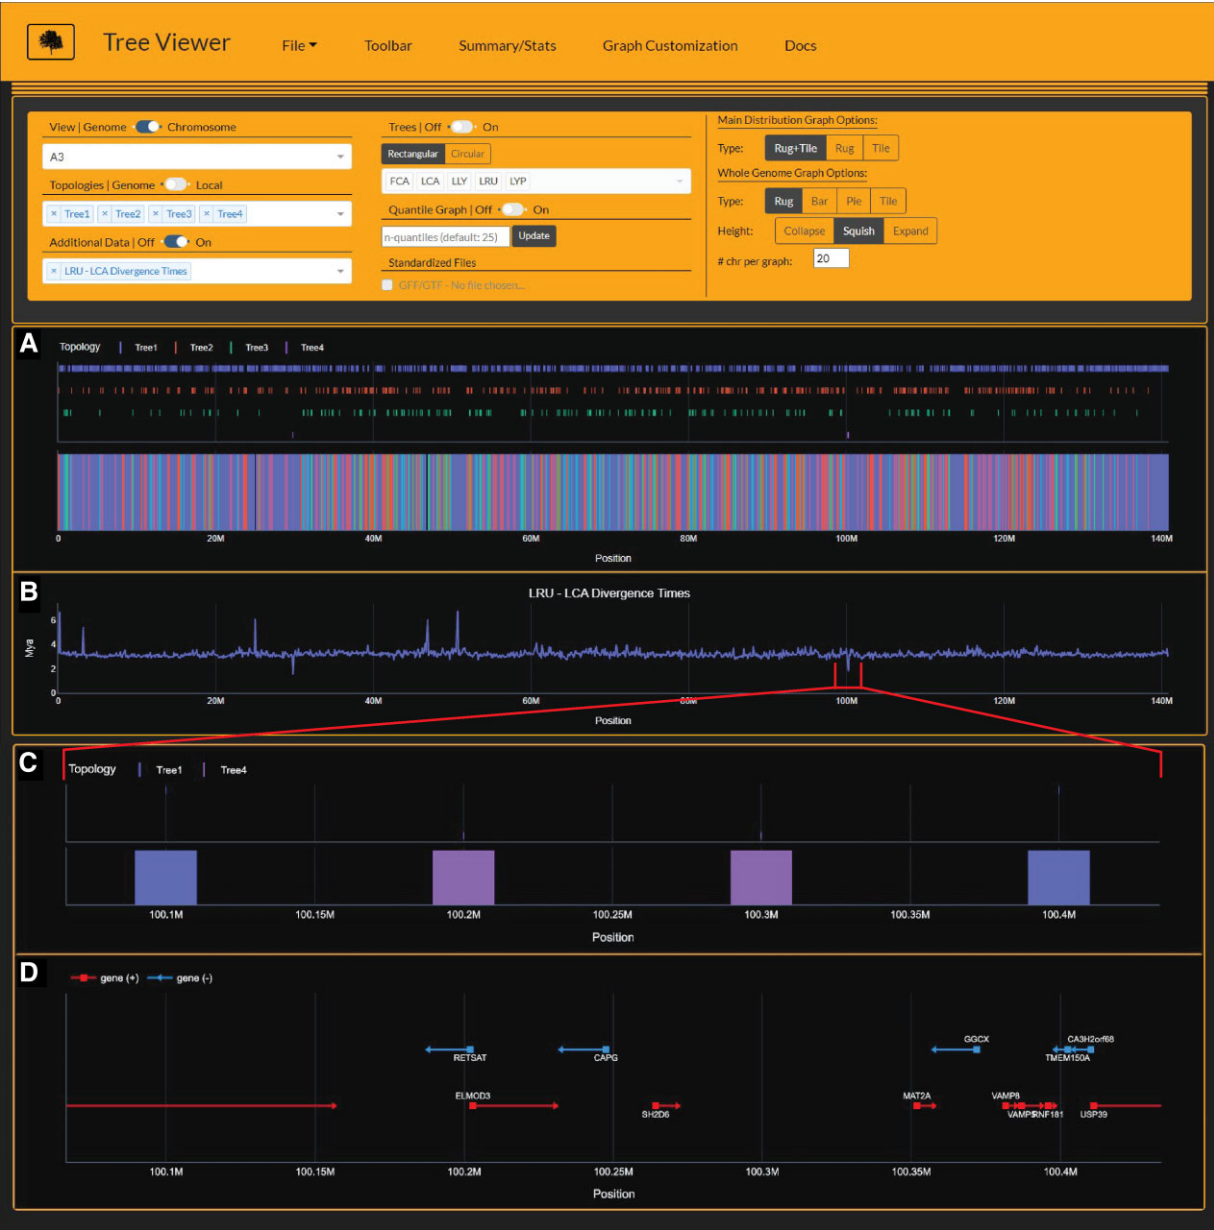 Tree Viewer File Toolbar Summary/Stats Graph Customization Docs
View | Genome Chromosome
A3
Topologies | Genome Local
× Tree1 × Tree2 × Tree3 × Tree4
Additional Data | Off On
× LRU - LCA Divergence Times
Trees | Off On
Rectangular Circular
FCA LCA LLY LRU LYP
Quantile Graph | Off On
n-quantiles (default: 25) Update
Standardized Files
GFF/GTF - No file chosen...
Main Distribution Graph Options:
Type: Rug+Tile Rug Tile
Whole Genome Graph Options:
Type: Rug Bar Pie Tile
Height: Collapse Squish Expand
# chr per graph: 20
A
Topology Tree1 Tree2 Tree3 Tree4
0 20M 40M 60M 80M 100M 120M 140M
Position
B
LRU - LCA Divergence Times
Mya
6
4
2
0
0 20M 40M 60M 80M 100M 120M 140M
Position
C
Topology Tree1 Tree4
100.1M 100.15M 100.2M 100.25M 100.3M 100.35M 100.4M
Position
D
gene (+) gene (-)
GGCX CA3H2orf68
RETSAT CAPG TMEM150A
ELMOD3 MAT2A VAMP8
SH2D6 VAMP5 RNF181 USP39
100.1M 100.15M 100.2M 100.25M 100.3M 100.35M 100.4M
Position